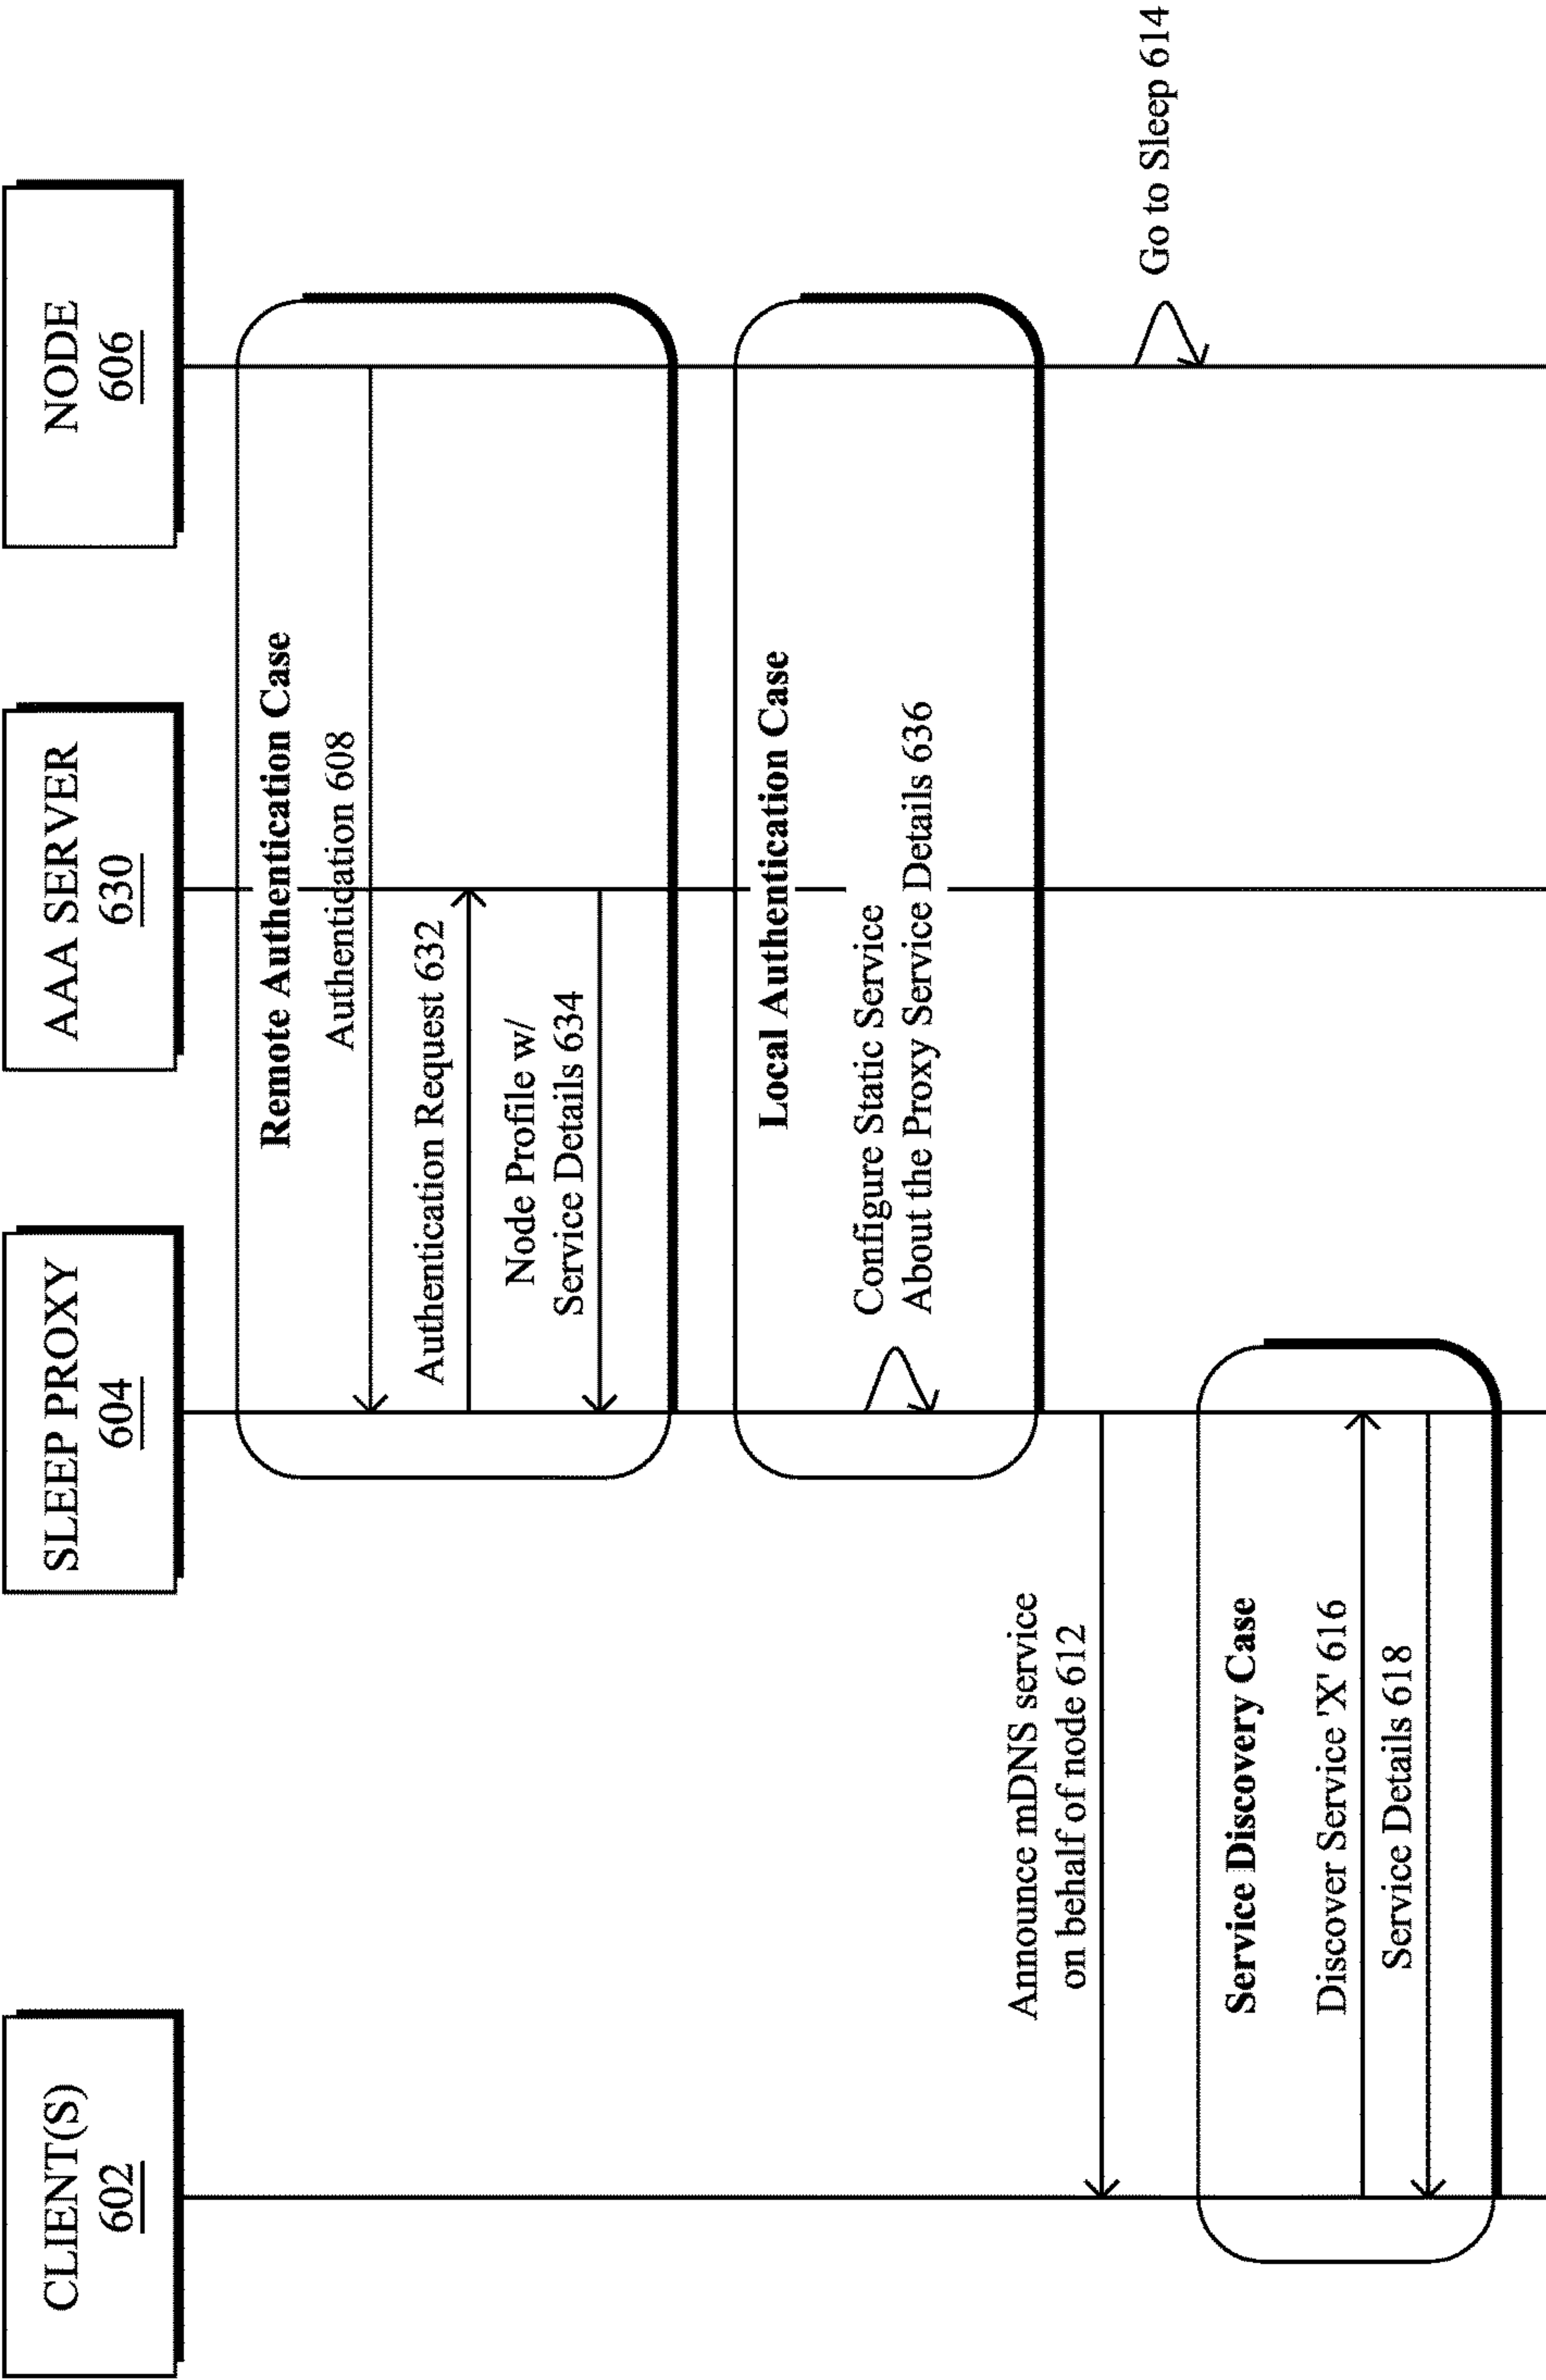 CLIENT(S)
602
SLEEP PROXY
604
AAA SERVER
630
NODE
606
Remote Authentication Case
Authentication 608
Authentication Request 632
Node Profile w/
Service Details 634
Local Authentication Case
Configure Static Service
About the Proxy Service Details 636
Announce mDNS service
on behalf of node 612
Go to Sleep 614
Service Discovery Case
Discover Service 'X' 616
Service Details 618